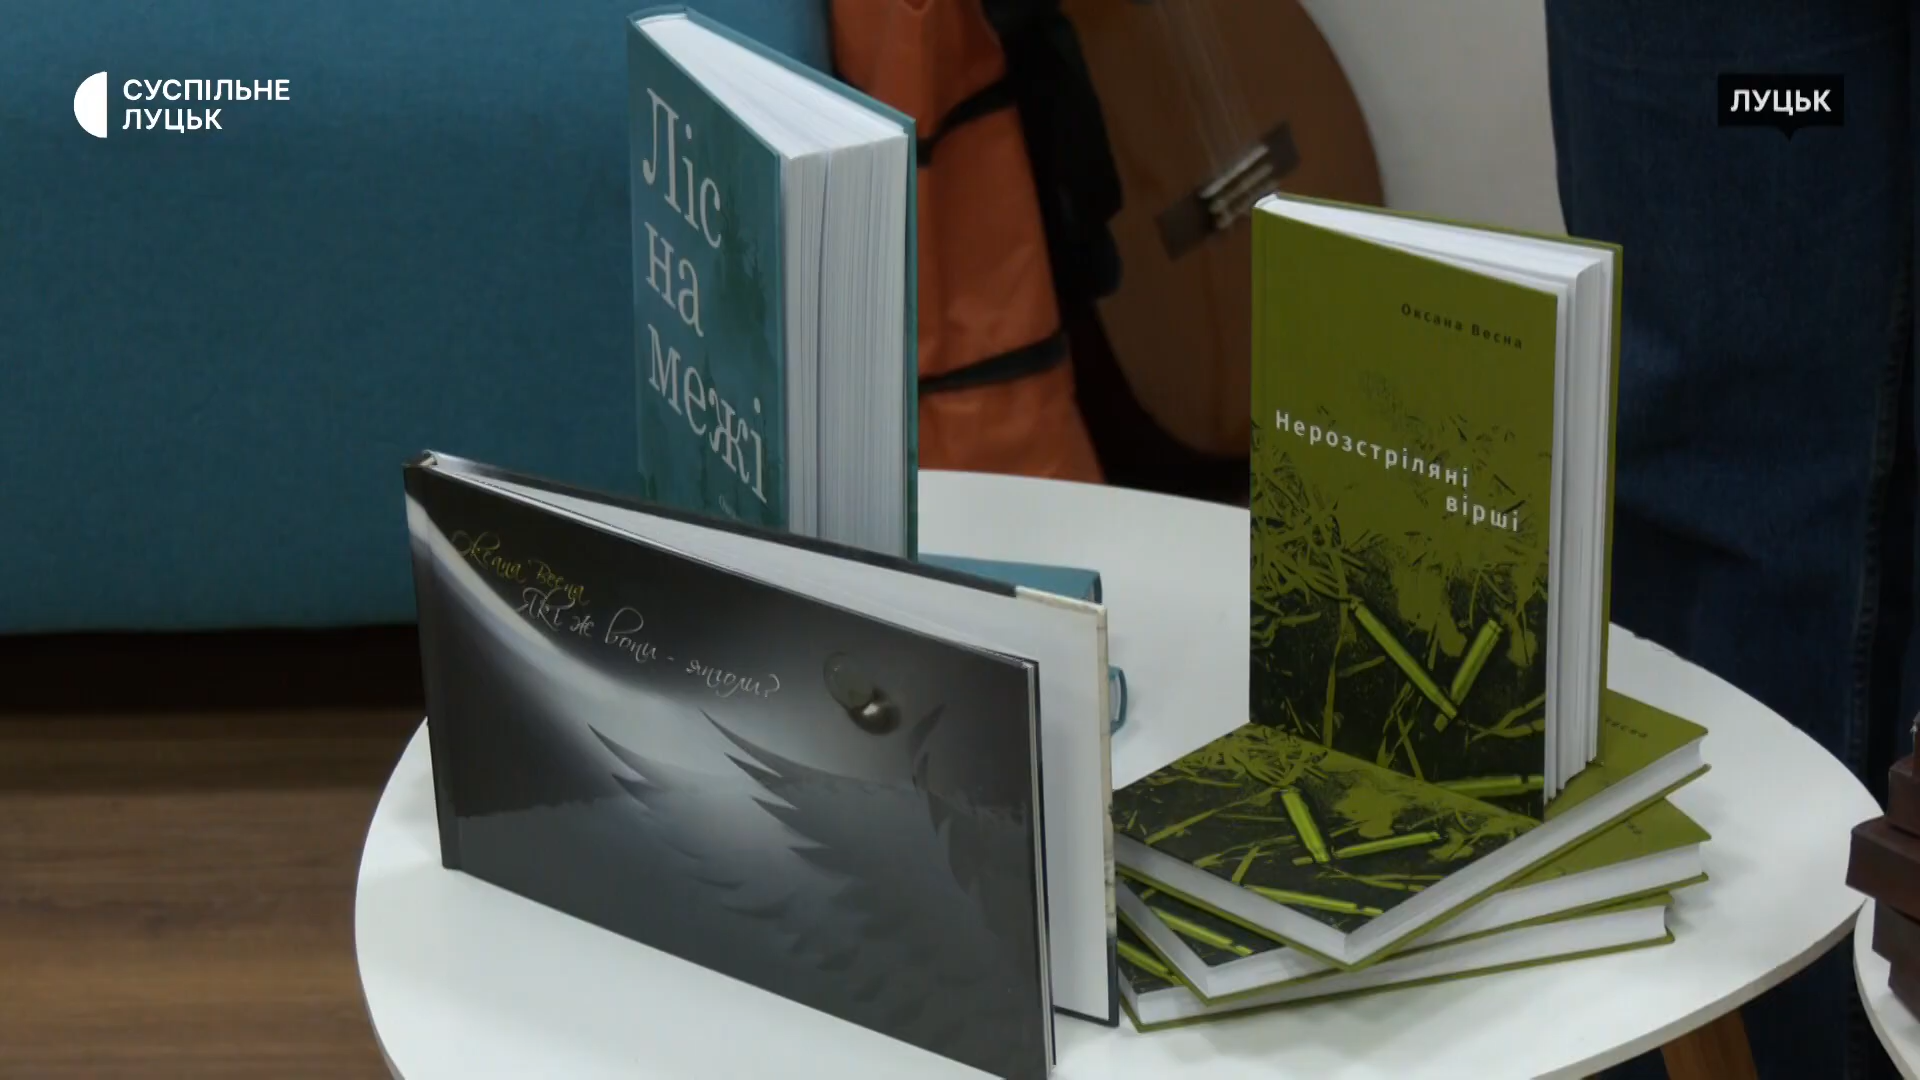 СУСПІЛЬНЕ
ЛУЦЬК
ЛУЦЬК
Ліс
на
межі
Оксана Весна
Нерозстріляні
вірші
Оксана Весна
Які ж вони - янголи?